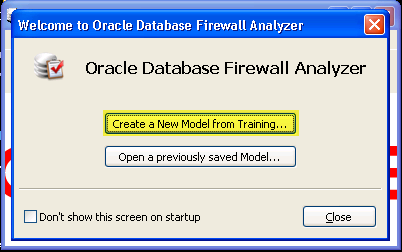 Welcome to Oracle Database Firewall Analyzer
Oracle Database Firewall Analyzer
Create a New Model from Training...
Open a previously saved Model...
Don't show this screen on startup
Close